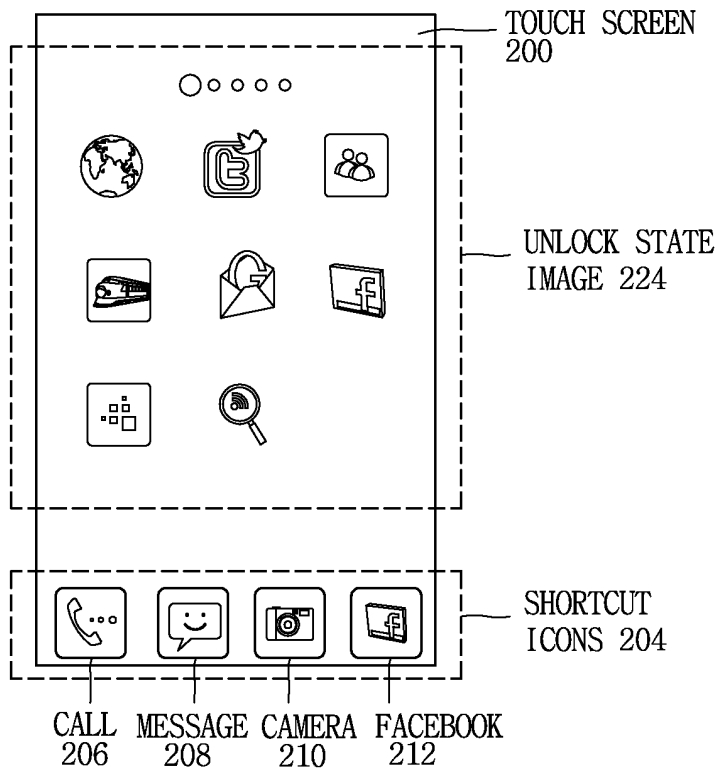 TOUCH SCREEN
200
UNLOCK STATE
IMAGE 224
t
G
f
SHORTCUT
ICONS 204
f
CALL
206
MESSAGE
208
CAMERA
210
FACEBOOK
212